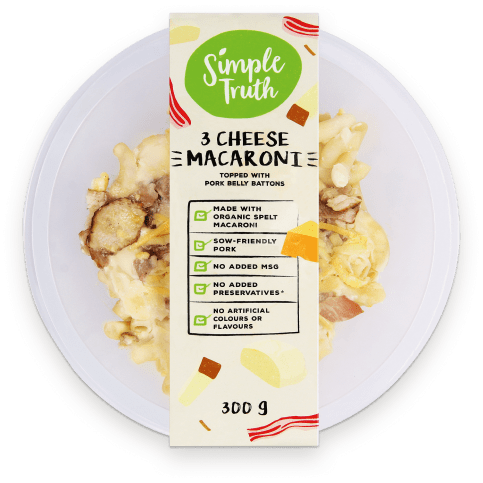 Simple
Truth
3 CHEESE
MACARONI
TOPPED WITH
PORK BELLY BATTONS
MADE WITH
ORGANIC SPELT
MACARONI
SOW-FRIENDLY
PORK
NO ADDED MSG
NO ADDED
PRESERVATIVES^
NO ARTIFICIAL
COLOURS OR
FLAVOURS
300 g